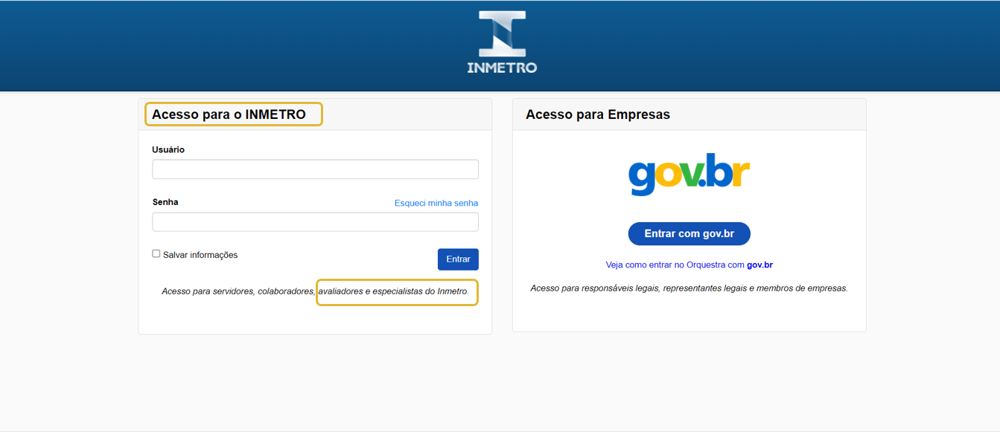 INMETRO
Acesso para o INMETRO
Usuário
Senha
Esqueci minha senha
Salvar informações
Entrar
Acesso para servidores, colaboradores, avaliadores e especialistas do Inmetro.
Acesso para Empresas
gov.br
Entrar com gov.br
Veja como entrar no Orquestra com gov.br
Acesso para responsáveis legais, representantes legais e membros de empresas.